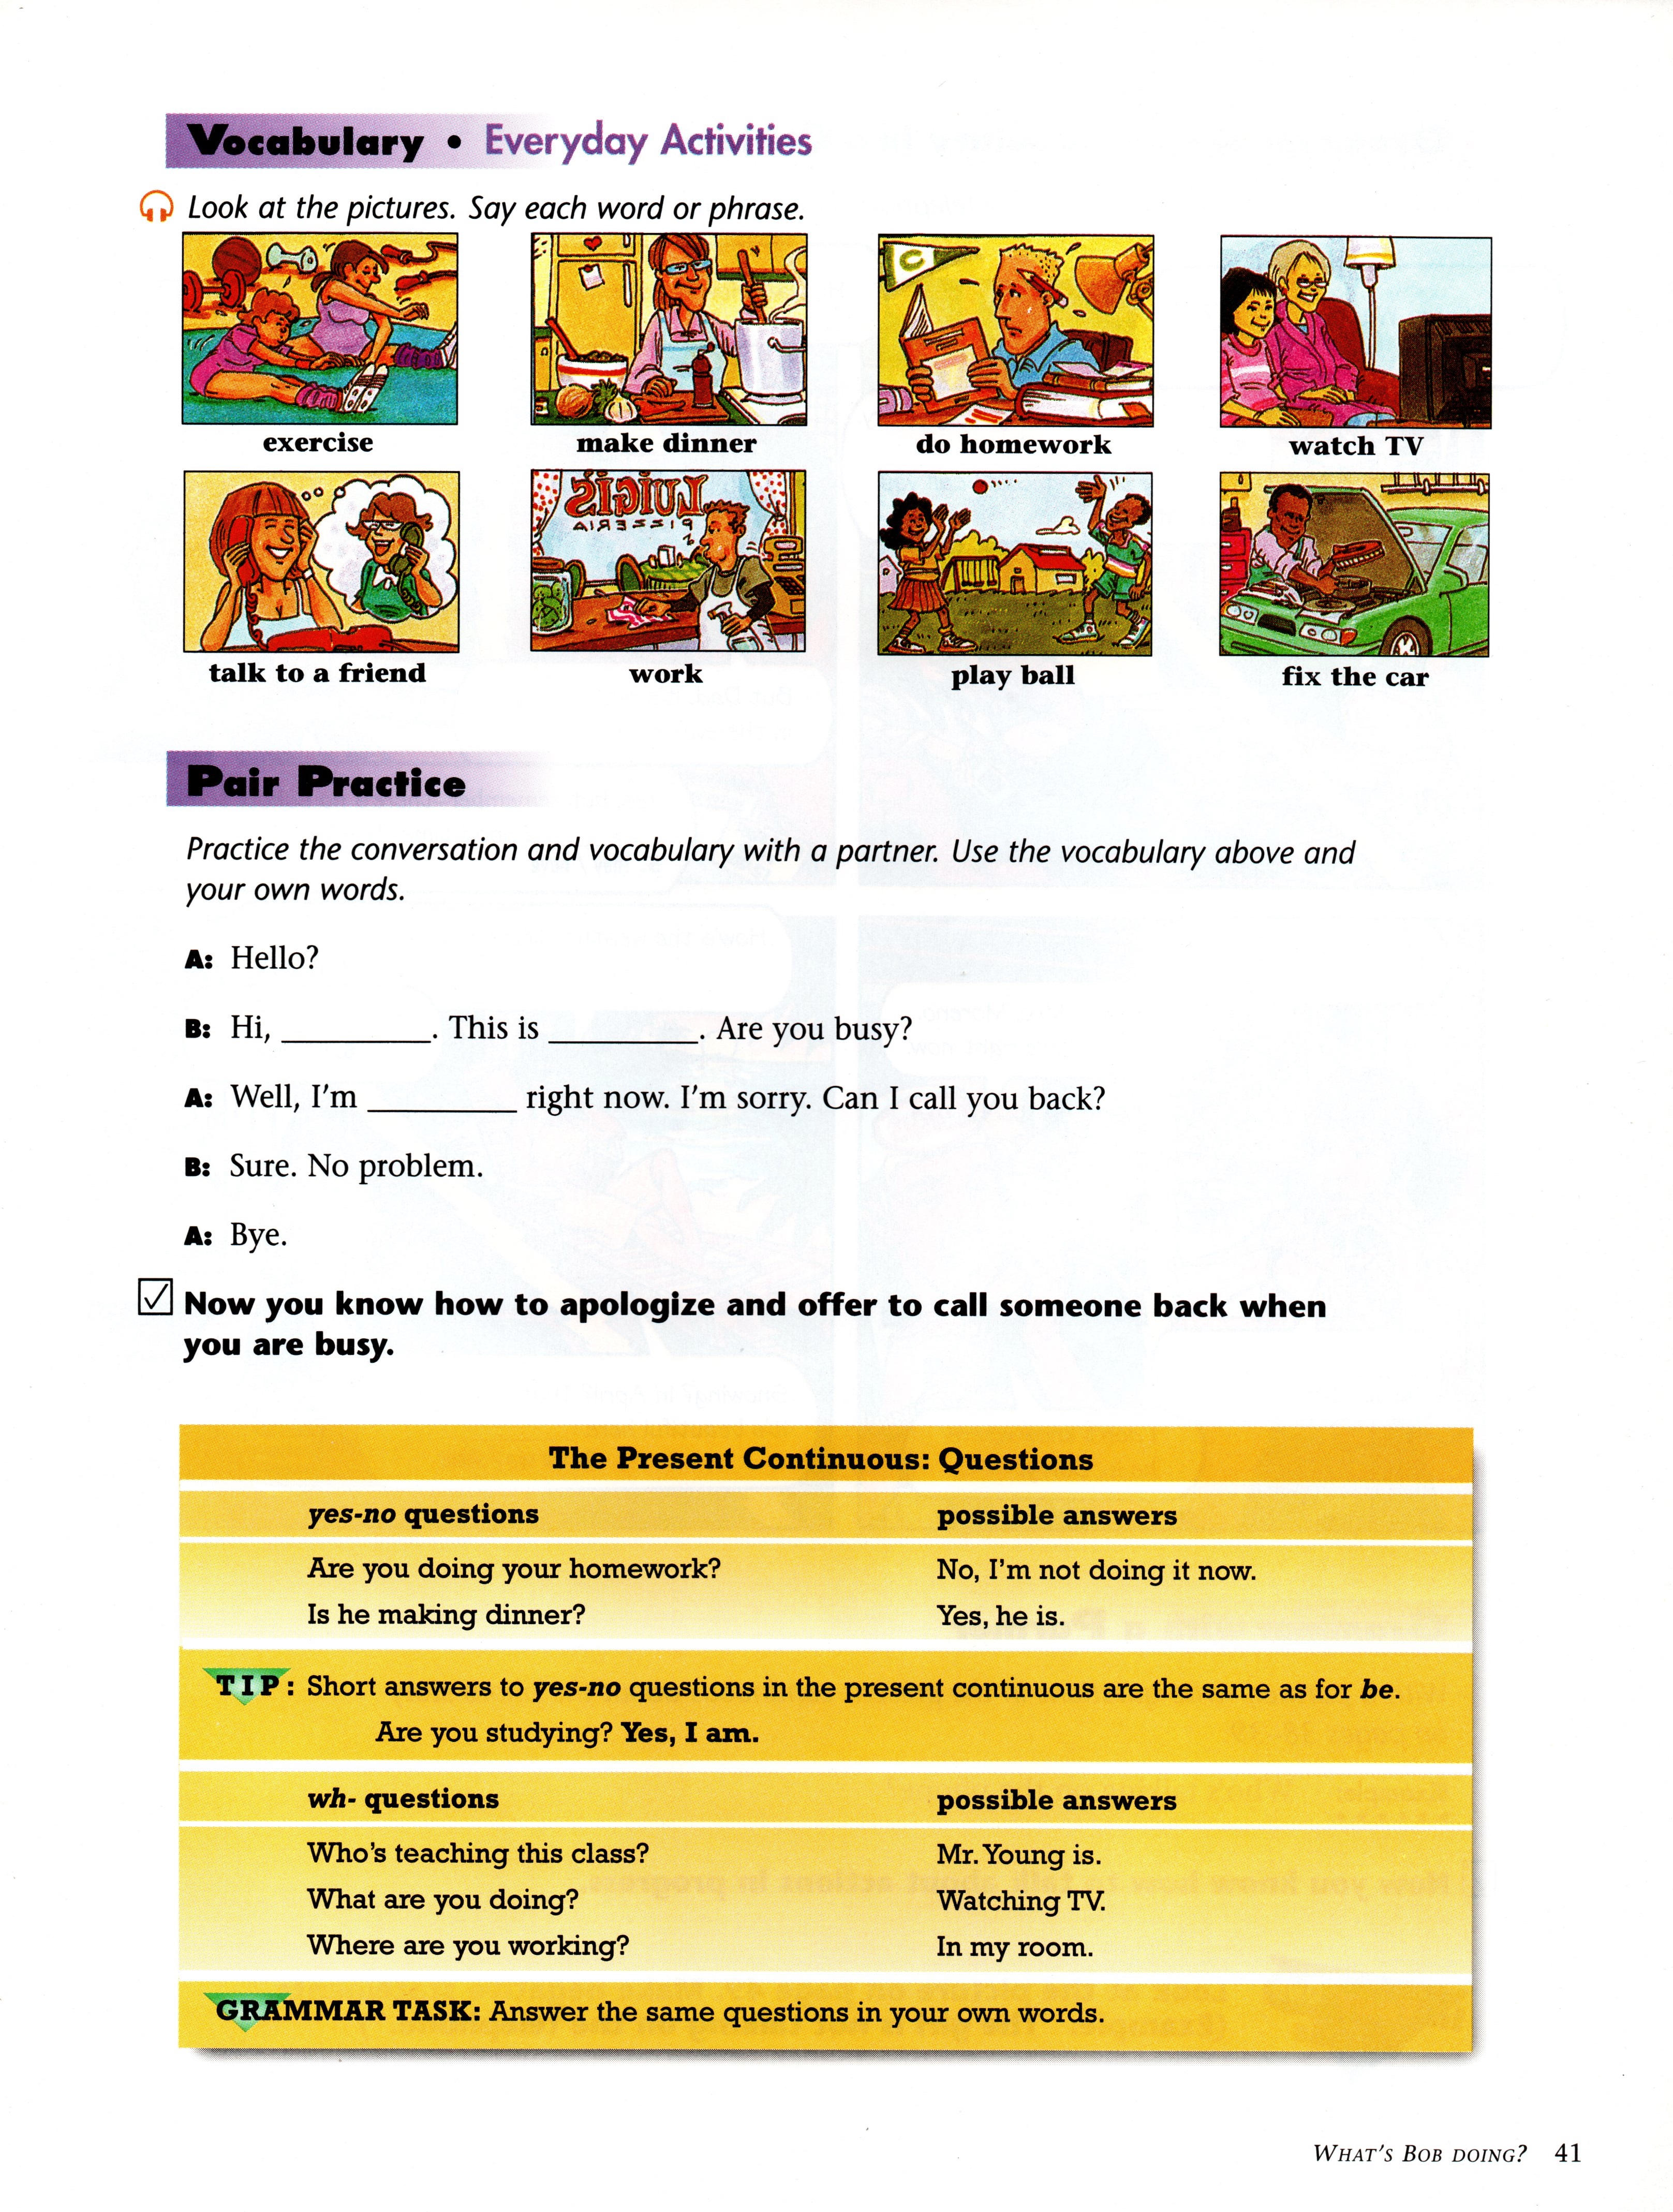 Vocabulary • Everyday Activities
Look at the pictures. Say each word or phrase.
C
exercise
make dinner
do homework
watch TV
LUIGI'S
PIZZERIA
talk to a friend
work
play ball
fix the car
Pair Practice
Practice the conversation and vocabulary with a partner. Use the vocabulary above and
your own words.
A: Hello?
B: Hi, __________. This is __________. Are you busy?
A: Well, I'm __________ right now. I'm sorry. Can I call you back?
B: Sure. No problem.
A: Bye.
Now you know how to apologize and offer to call someone back when
you are busy.
The Present Continuous: Questions
yes-no questions possible answers
Are you doing your homework? No, I'm not doing it now.
Is he making dinner? Yes, he is.
TIP: Short answers to yes-no questions in the present continuous are the same as for be.
Are you studying? Yes, I am.
wh- questions possible answers
Who's teaching this class? Mr. Young is.
What are you doing? Watching TV.
Where are you working? In my room.
GRAMMAR TASK: Answer the same questions in your own words.
WHAT'S BOB DOING? 41